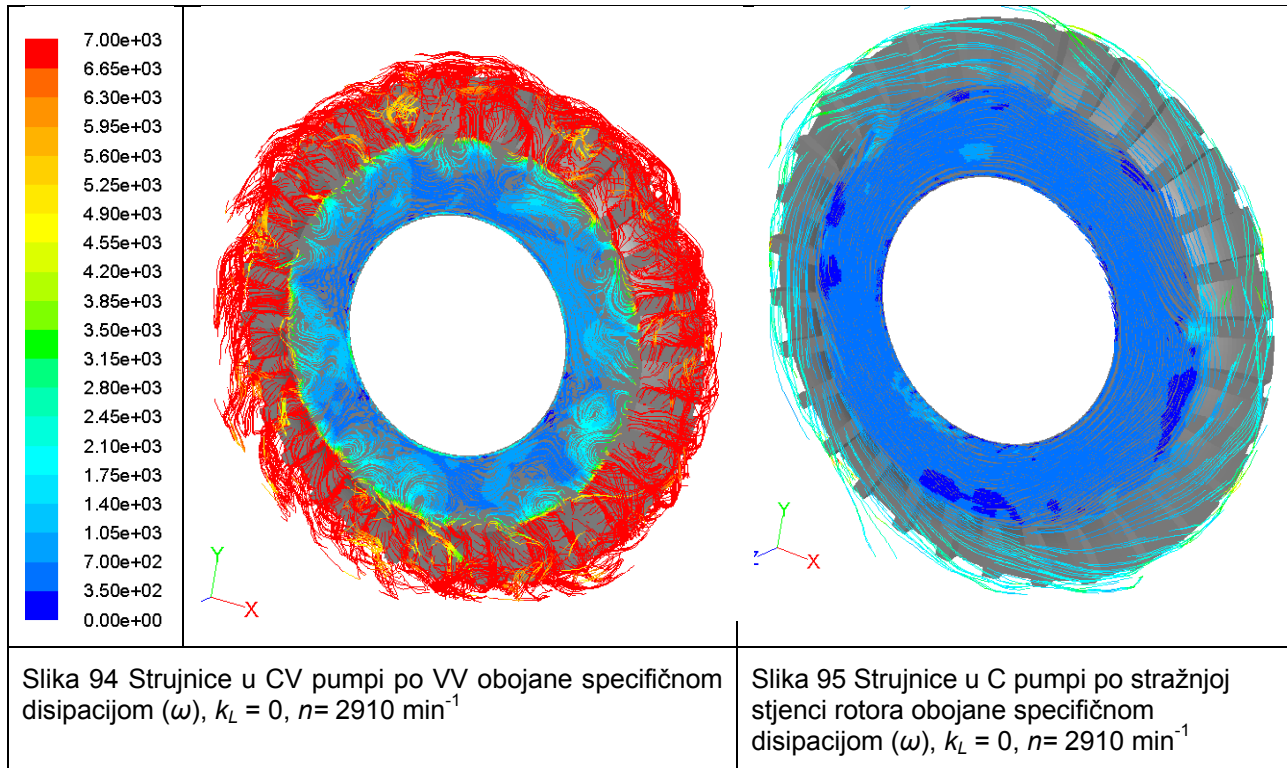 7.00e+03
6.65e+03
6.30e+03
5.95e+03
5.60e+03
5.25e+03
4.90e+03
4.55e+03
4.20e+03
3.85e+03
3.50e+03
3.15e+03
2.80e+03
2.45e+03
2.10e+03
1.75e+03
1.40e+03
1.05e+03
7.00e+02
3.50e+02
0.00e+00
Y
X
Y
Z
X
Slika 94 Strujnice u CV pumpi po VV obojane specifičnom
disipacijom (ω), k_L = 0, n= 2910 min⁻¹
Slika 95 Strujnice u C pumpi po stražnjoj
stjenci rotora obojane specifičnom
disipacijom (ω), k_L = 0, n= 2910 min⁻¹